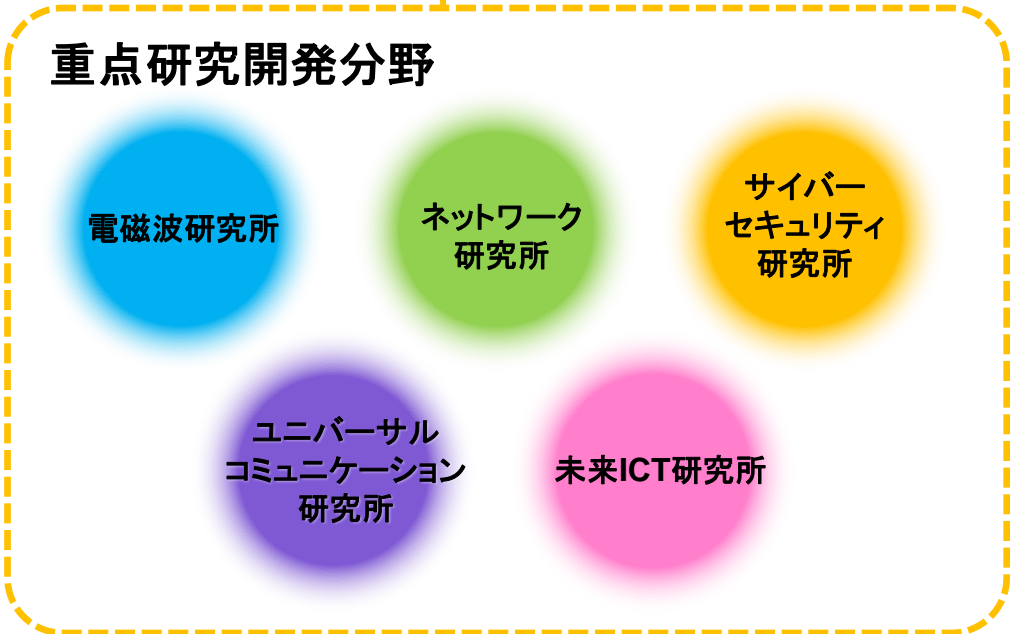 重点研究開発分野
電磁波研究所
ネットワーク
研究所
サイバー
セキュリティ
研究所
ユニバーサル
コミュニケーション
研究所
未来ICT研究所